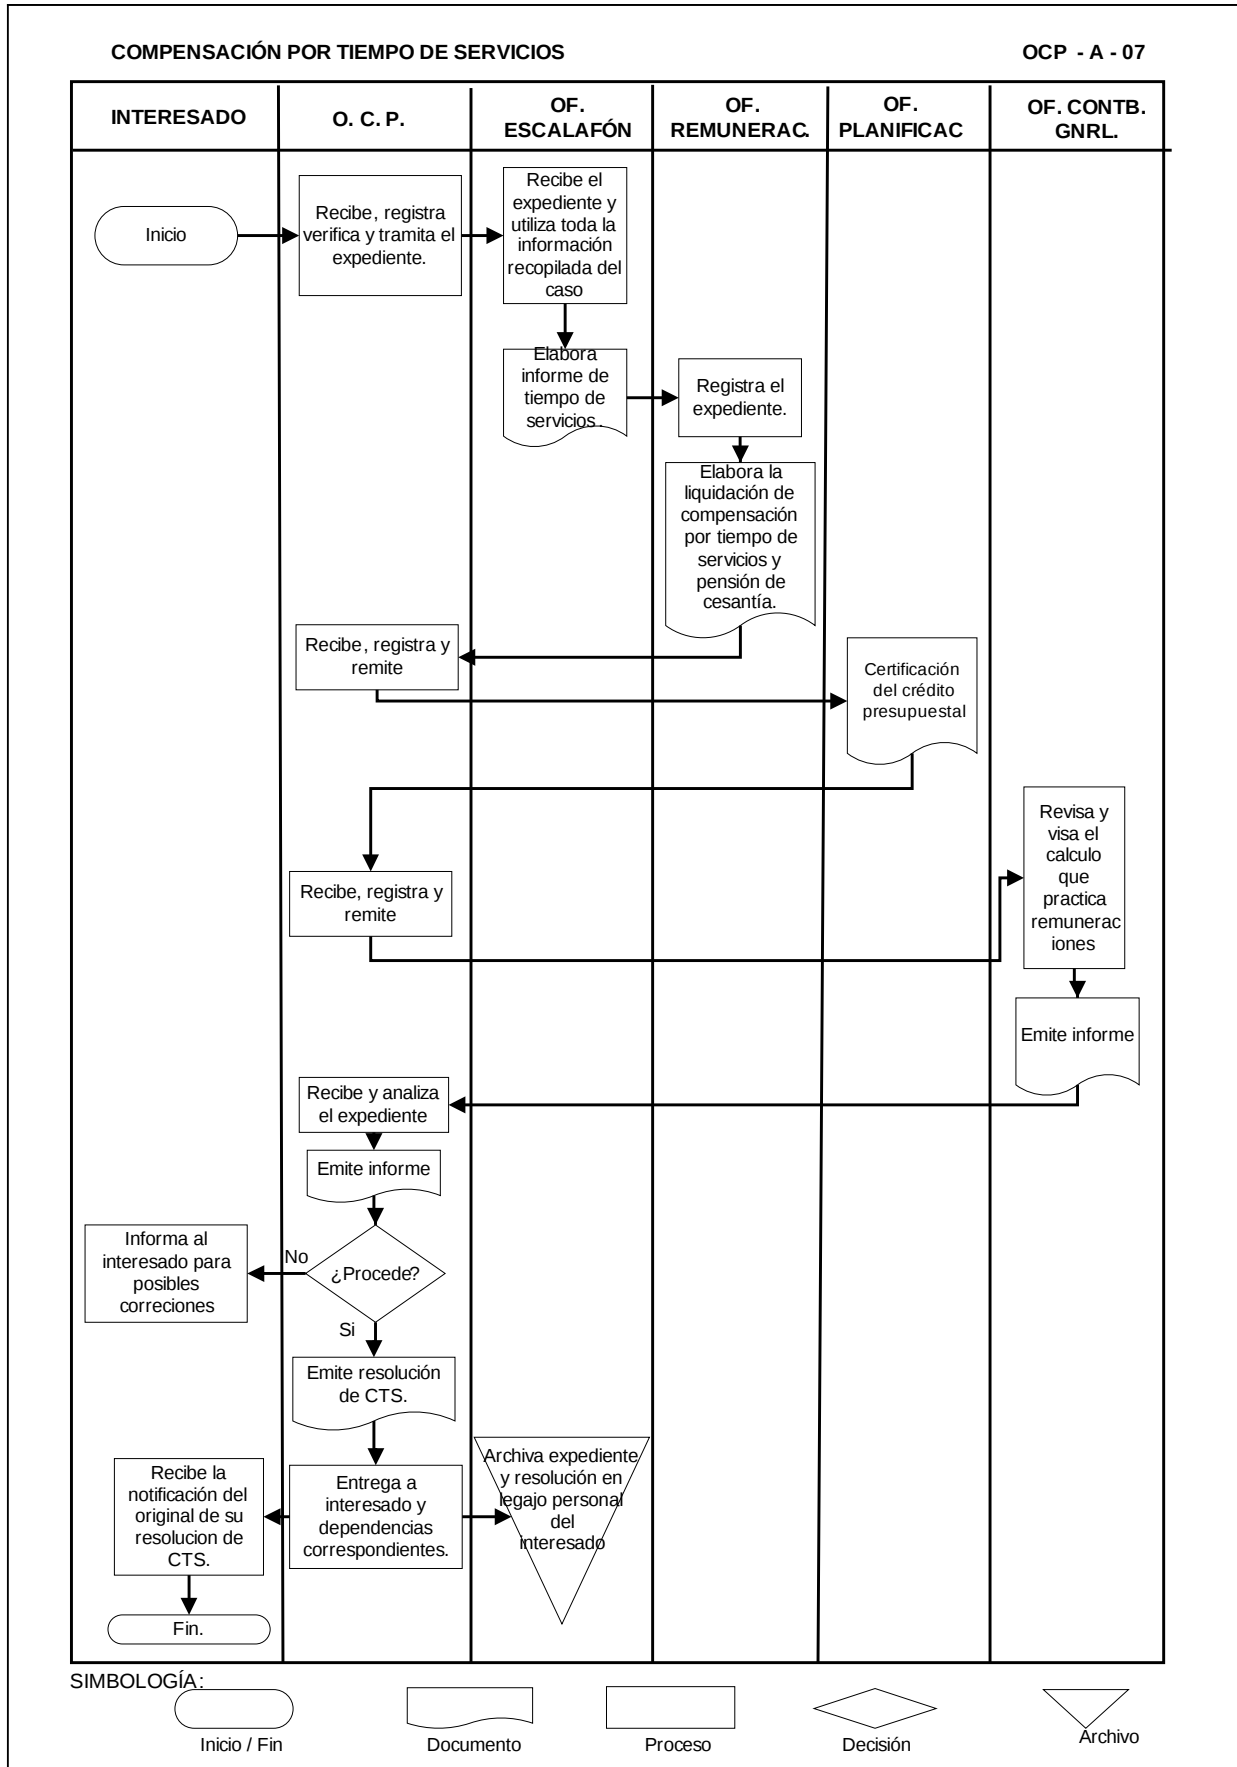 COMPENSACIÓN POR TIEMPO DE SERVICIOS
OCP - A - 07
INTERESADO
O. C. P.
OF.
ESCALAFÓN
OF.
REMUNERAC.
OF.
PLANIFICAC
OF. CONTB.
GNRL.
Inicio
Recibe, registra
verifica y tramita el
expediente.
Recibe el
expediente y
utiliza toda la
información
recopilada del
caso
Elabora
informe de
tiempo de
servicios.
Registra el
expediente.
Elabora la
liquidación de
compensación
por tiempo de
servicios y
pensión de
cesantía.
Recibe, registra y
remite
Certificación
del crédito
presupuestal
Recibe, registra y
remite
Revisa y
visa el
calculo
que
practica
remunerac
iones
Emite informe
Recibe y analiza
el expediente
Emite informe
¿Procede?
No
Informa al
interesado para
posibles
correciones
Si
Emite resolución
de CTS.
Entrega a
interesado y
dependencias
correspondientes.
Archiva expediente
y resolución en
legajo personal
del
interesado
Recibe la
notificación del
original de su
resolucion de
CTS.
Fin.
SIMBOLOGÍA:
Inicio / Fin
Documento
Proceso
Decisión
Archivo